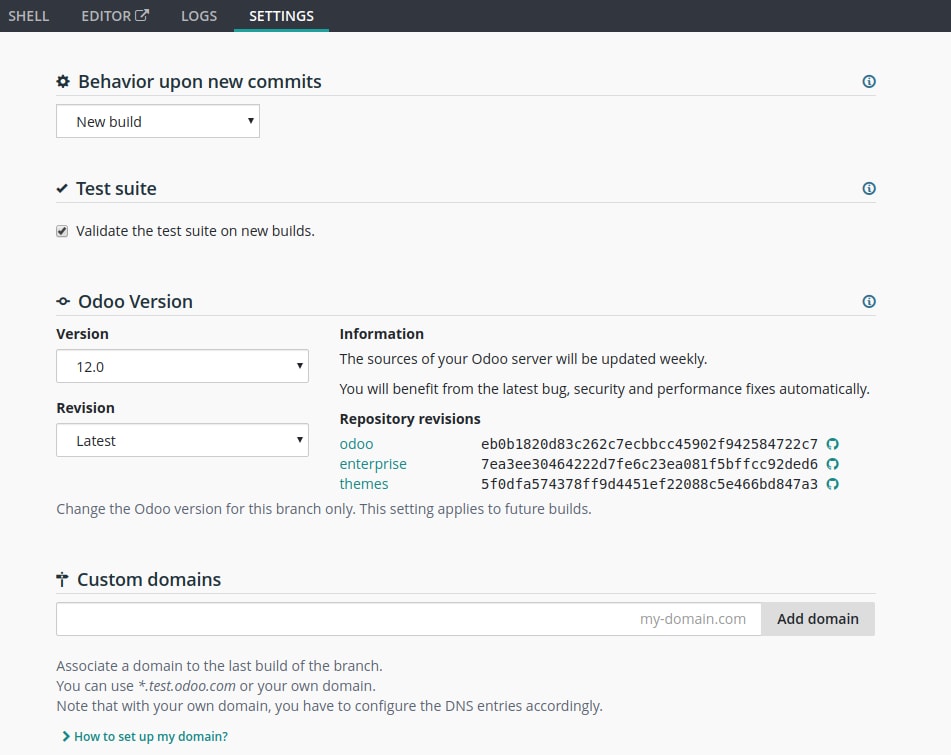 SHELL EDITOR LOGS SETTINGS
Behavior upon new commits
New build
Test suite
Validate the test suite on new builds.
Odoo Version
Version
12.0
Revision
Latest
Information
The sources of your Odoo server will be updated weekly.
You will benefit from the latest bug, security and performance fixes automatically.
Repository revisions
odoo eb0b1820d83c262c7ecbbcc45902f942584722c7
enterprise 7ea3ee30464222d7fe6c23ea081f5bffcc92ded6
themes 5f0dfa574378ff9d4451ef22088c5e466bd847a3
Change the Odoo version for this branch only. This setting applies to future builds.
Custom domains
my-domain.com Add domain
Associate a domain to the last build of the branch.
You can use *.test.odoo.com or your own domain.
Note that with your own domain, you have to configure the DNS entries accordingly.
How to set up my domain?